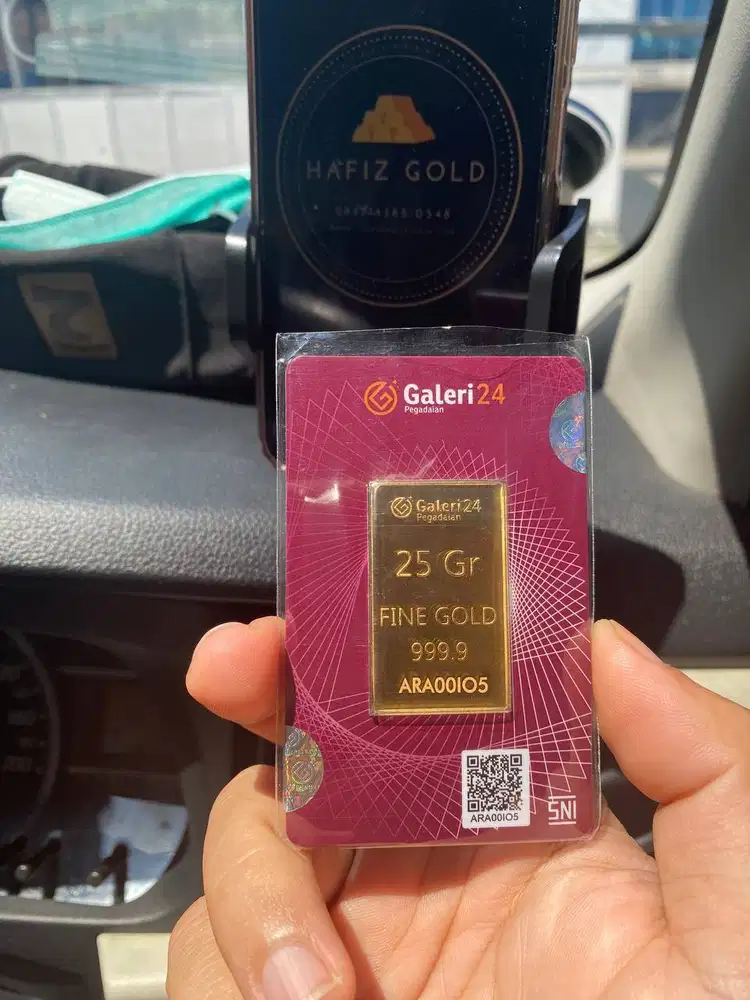 HAFIZ GOLD
Galeri24
Pegadaian
Galeri24
Pegadaian
25 Gr
FINE GOLD
999.9
ARA00IO5
ARA00IO5
SNI